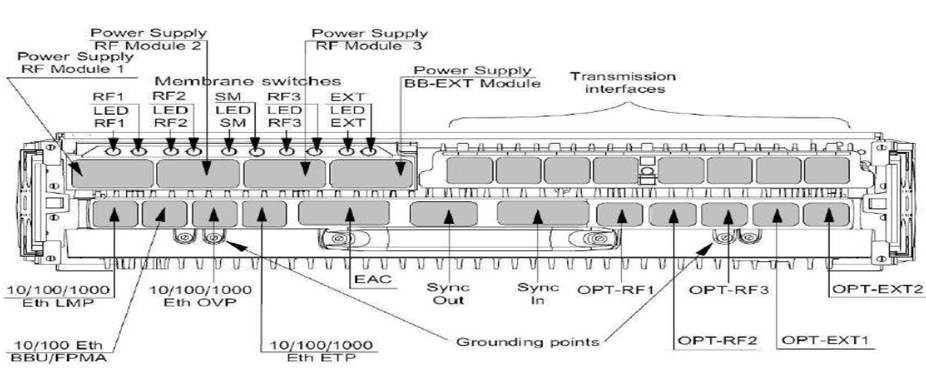 Power Supply
RF Module 1
Power Supply
RF Module 2
Power Supply
RF Module 3
Power Supply
BB-EXT Module
Transmission
interfaces
Membrane switches
RF1
LED
RF1
RF2
LED
RF2
SM
LED
SM
RF3
LED
RF3
EXT
LED
EXT
10/100/1000
Eth LMP
10/100/1000
Eth OVP
EAC
Sync
Out
Sync
In
OPT-RF1
OPT-RF3
OPT-EXT2
10/100 Eth
BBU/FPMA
10/100/1000
Eth ETP
Grounding points
OPT-RF2
OPT-EXT1